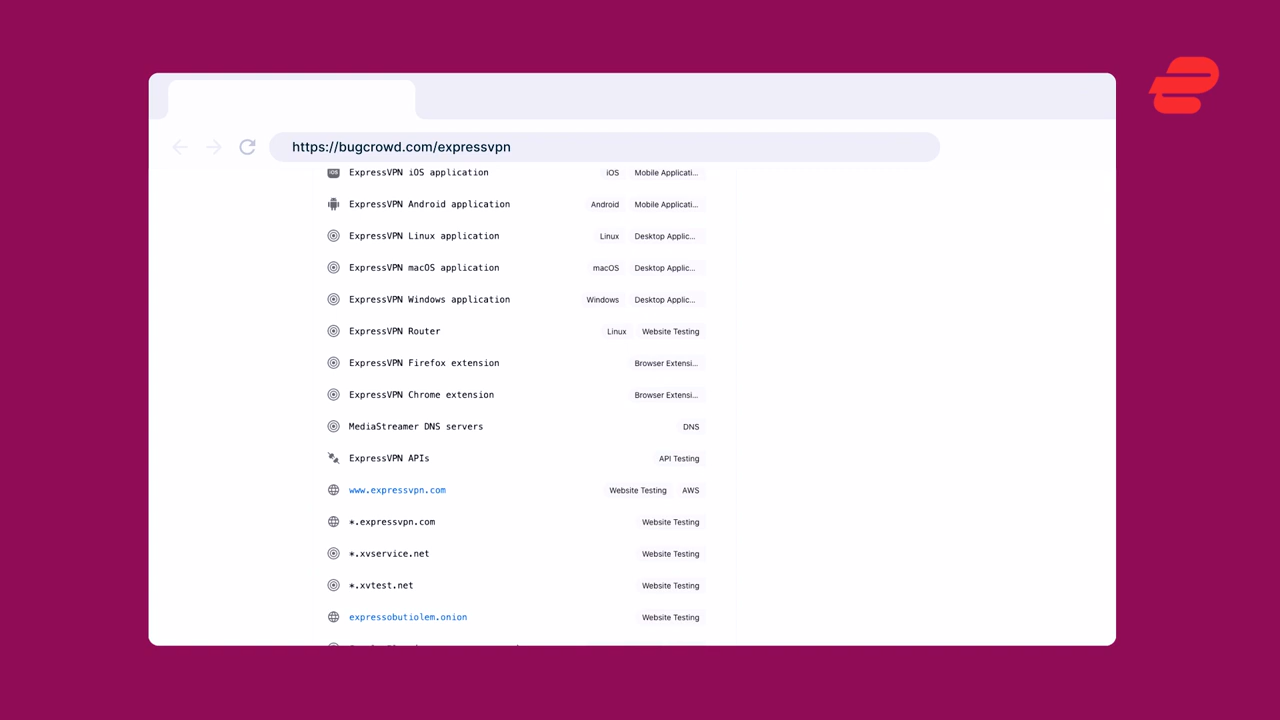 https://bugcrowd.com/expressvpn
iOS ExpressVPN iOS application iOS Mobile Applicati...
ExpressVPN Android application Android Mobile Applicati...
ExpressVPN Linux application Linux Desktop Applic...
ExpressVPN macOS application macOS Desktop Applic...
ExpressVPN Windows application Windows Desktop Applic...
ExpressVPN Router Linux Website Testing
ExpressVPN Firefox extension Browser Extensi...
ExpressVPN Chrome extension Browser Extensi...
MediaStreamer DNS servers DNS
ExpressVPN APIs API Testing
www.expressvpn.com Website Testing AWS
*.expressvpn.com Website Testing
*.xvservice.net Website Testing
*.xvtest.net Website Testing
expressobutiolem.onion Website Testing